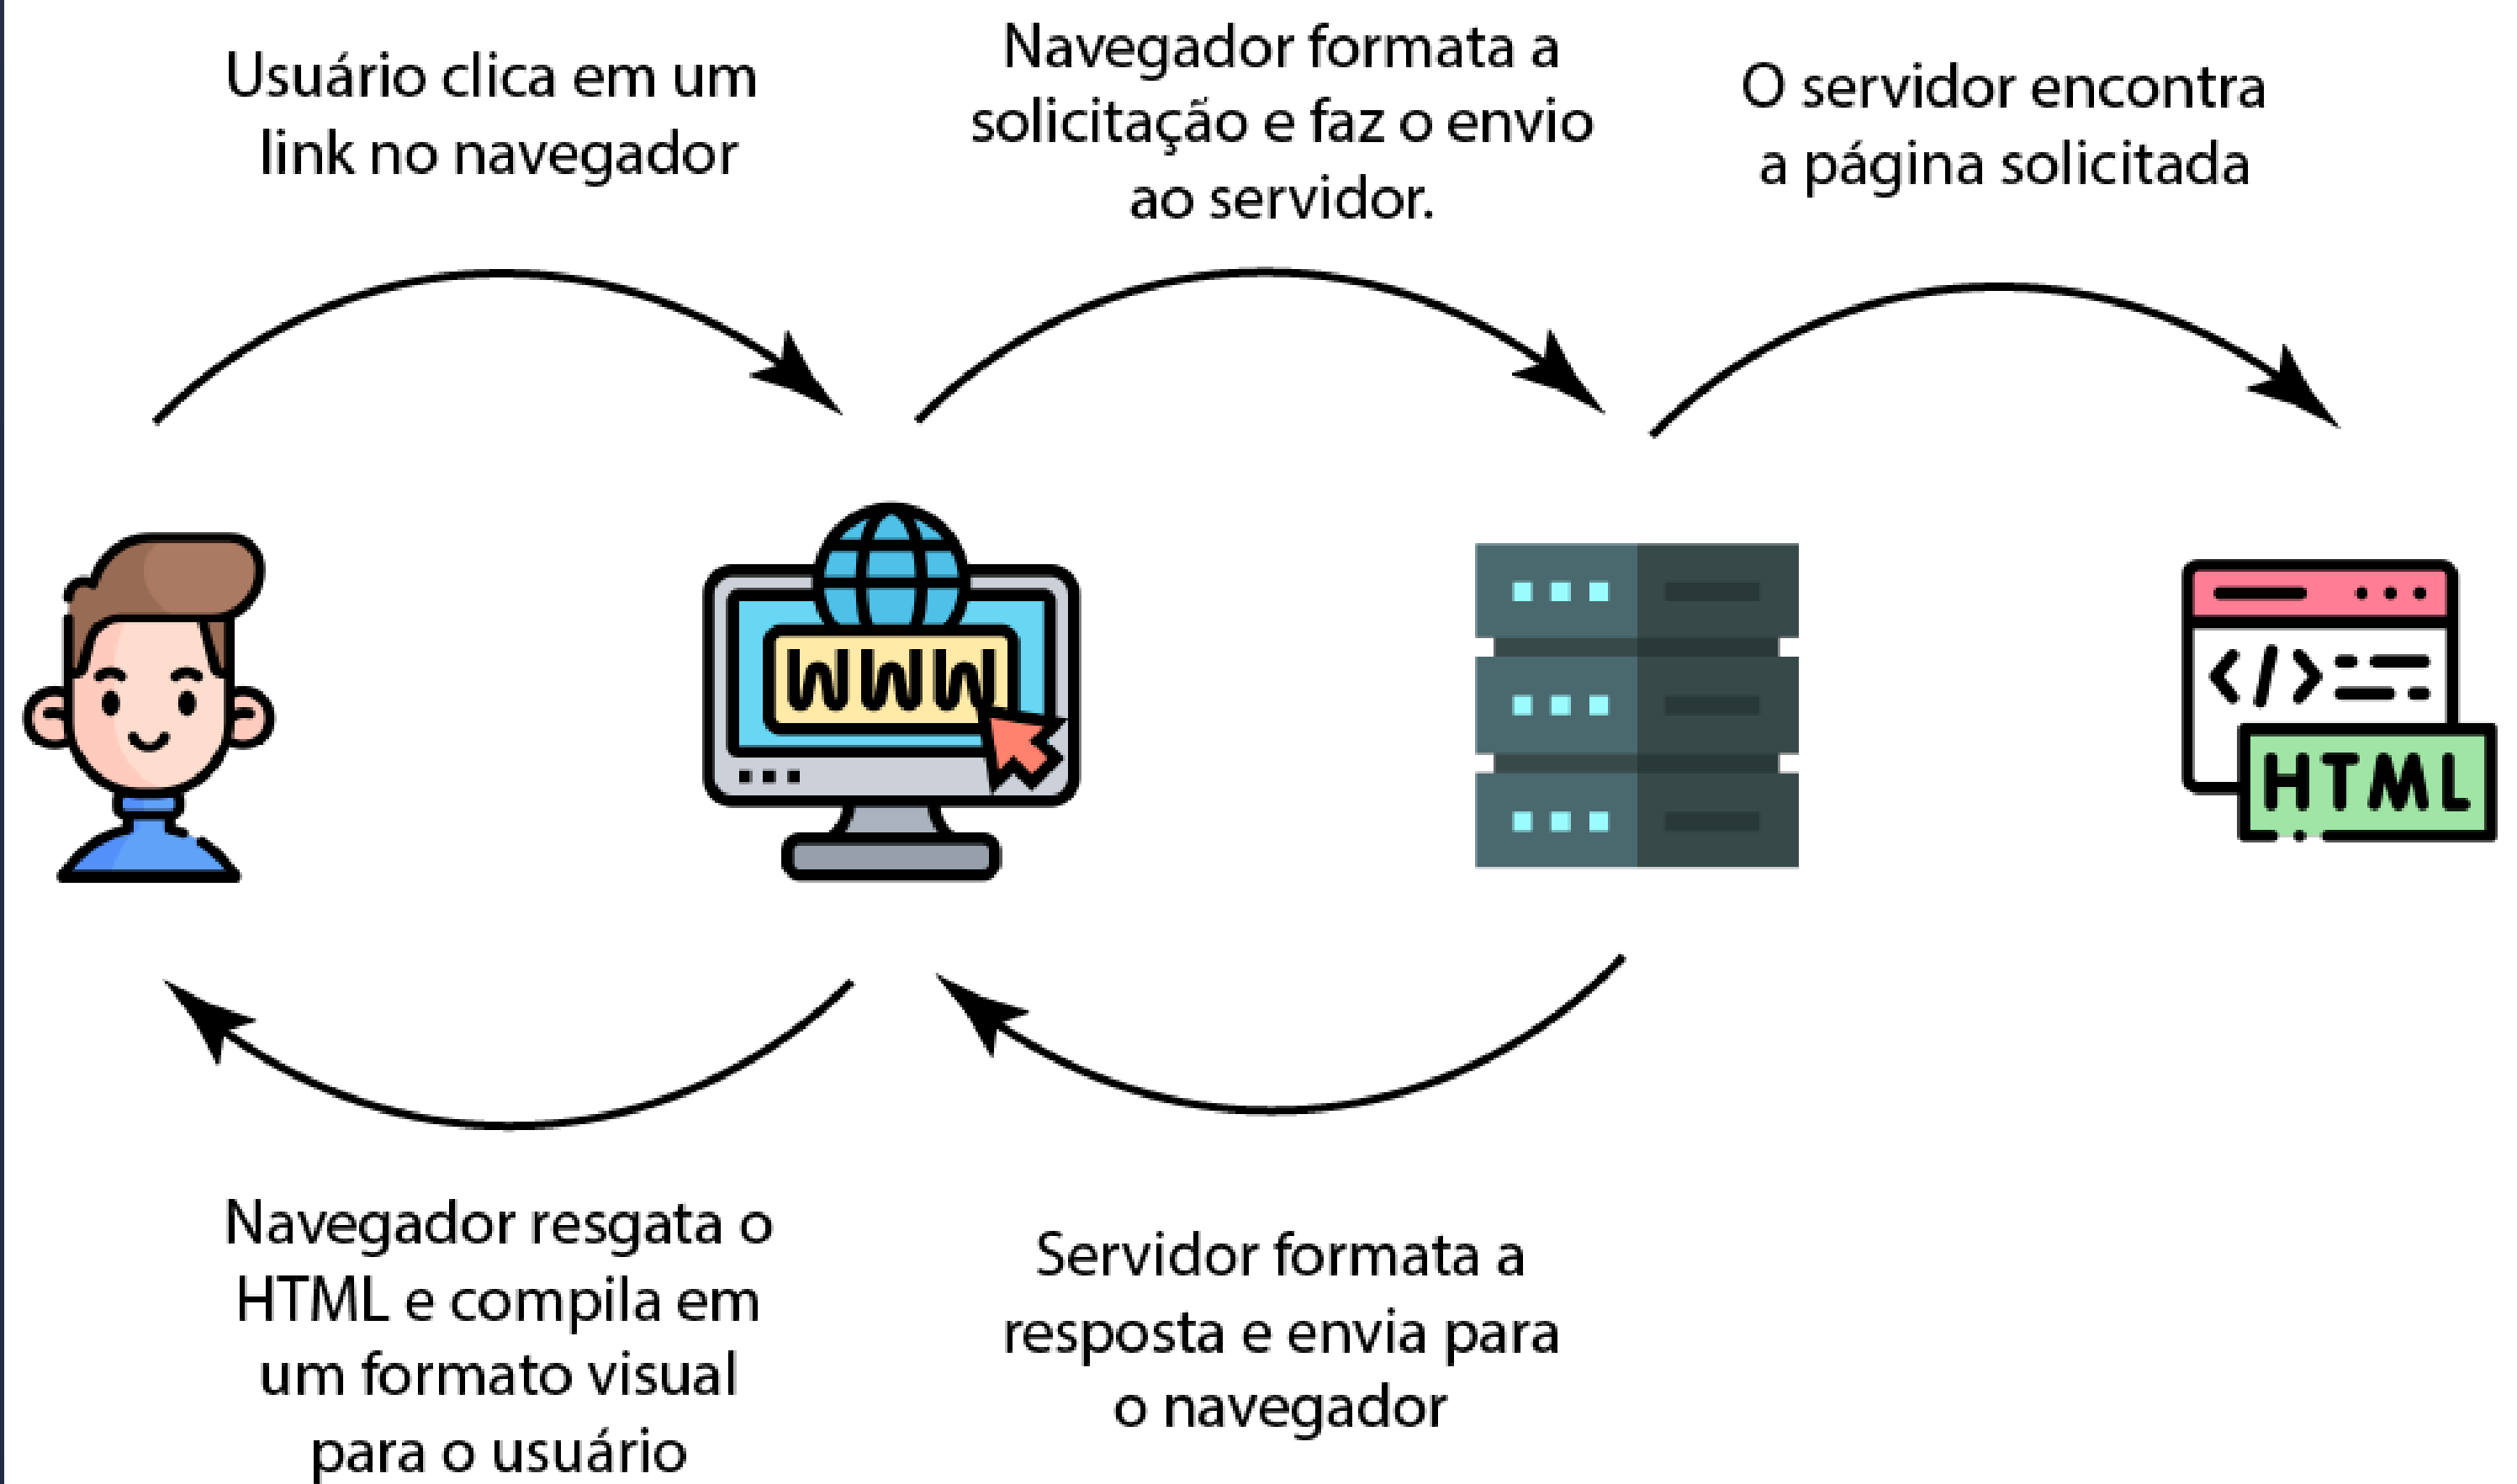 Usuário clica em um
link no navegador
Navegador formata a
solicitação e faz o envio
ao servidor.
O servidor encontra
a página solicitada
WWW
HTML
Navegador resgata o
HTML e compila em
um formato visual
para o usuário
Servidor formata a
resposta e envia para
o navegador